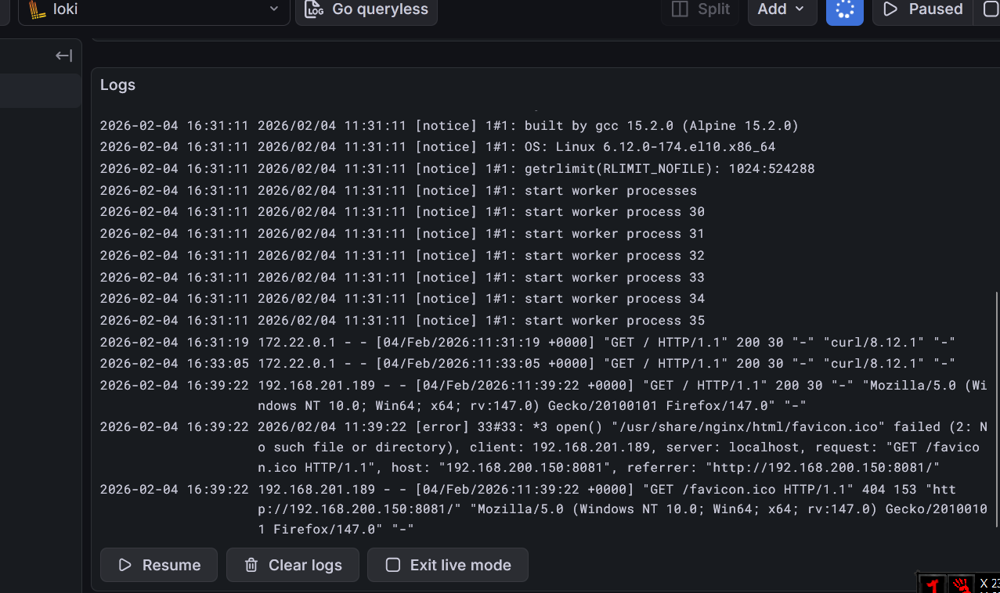 loki
Go queryless
Split
Add
Paused
Logs
2026-02-04 16:31:11 2026/02/04 11:31:11 [notice] 1#1: built by gcc 15.2.0 (Alpine 15.2.0)
2026-02-04 16:31:11 2026/02/04 11:31:11 [notice] 1#1: OS: Linux 6.12.0-174.el10.x86_64
2026-02-04 16:31:11 2026/02/04 11:31:11 [notice] 1#1: getrlimit(RLIMIT_NOFILE): 1024:524288
2026-02-04 16:31:11 2026/02/04 11:31:11 [notice] 1#1: start worker processes
2026-02-04 16:31:11 2026/02/04 11:31:11 [notice] 1#1: start worker process 30
2026-02-04 16:31:11 2026/02/04 11:31:11 [notice] 1#1: start worker process 31
2026-02-04 16:31:11 2026/02/04 11:31:11 [notice] 1#1: start worker process 32
2026-02-04 16:31:11 2026/02/04 11:31:11 [notice] 1#1: start worker process 33
2026-02-04 16:31:11 2026/02/04 11:31:11 [notice] 1#1: start worker process 34
2026-02-04 16:31:11 2026/02/04 11:31:11 [notice] 1#1: start worker process 35
2026-02-04 16:31:19 172.22.0.1 - - [04/Feb/2026:11:31:19 +0000] "GET / HTTP/1.1" 200 30 "-" "curl/8.12.1" "-"
2026-02-04 16:33:05 172.22.0.1 - - [04/Feb/2026:11:33:05 +0000] "GET / HTTP/1.1" 200 30 "-" "curl/8.12.1" "-"
2026-02-04 16:39:22 192.168.201.189 - - [04/Feb/2026:11:39:22 +0000] "GET / HTTP/1.1" 200 30 "-" "Mozilla/5.0 (Wi
ndows NT 10.0; Win64; x64; rv:147.0) Gecko/20100101 Firefox/147.0" "-"
2026-02-04 16:39:22 2026/02/04 11:39:22 [error] 33#33: *3 open() "/usr/share/nginx/html/favicon.ico" failed (2: N
o such file or directory), client: 192.168.201.189, server: localhost, request: "GET /favico
n.ico HTTP/1.1", host: "192.168.200.150:8081", referrer: "http://192.168.200.150:8081/"
2026-02-04 16:39:22 192.168.201.189 - - [04/Feb/2026:11:39:22 +0000] "GET /favicon.ico HTTP/1.1" 404 153 "htt
p://192.168.200.150:8081/" "Mozilla/5.0 (Windows NT 10.0; Win64; x64; rv:147.0) Gecko/2010010
1 Firefox/147.0" "-"
Resume
Clear logs
Exit live mode
X 23